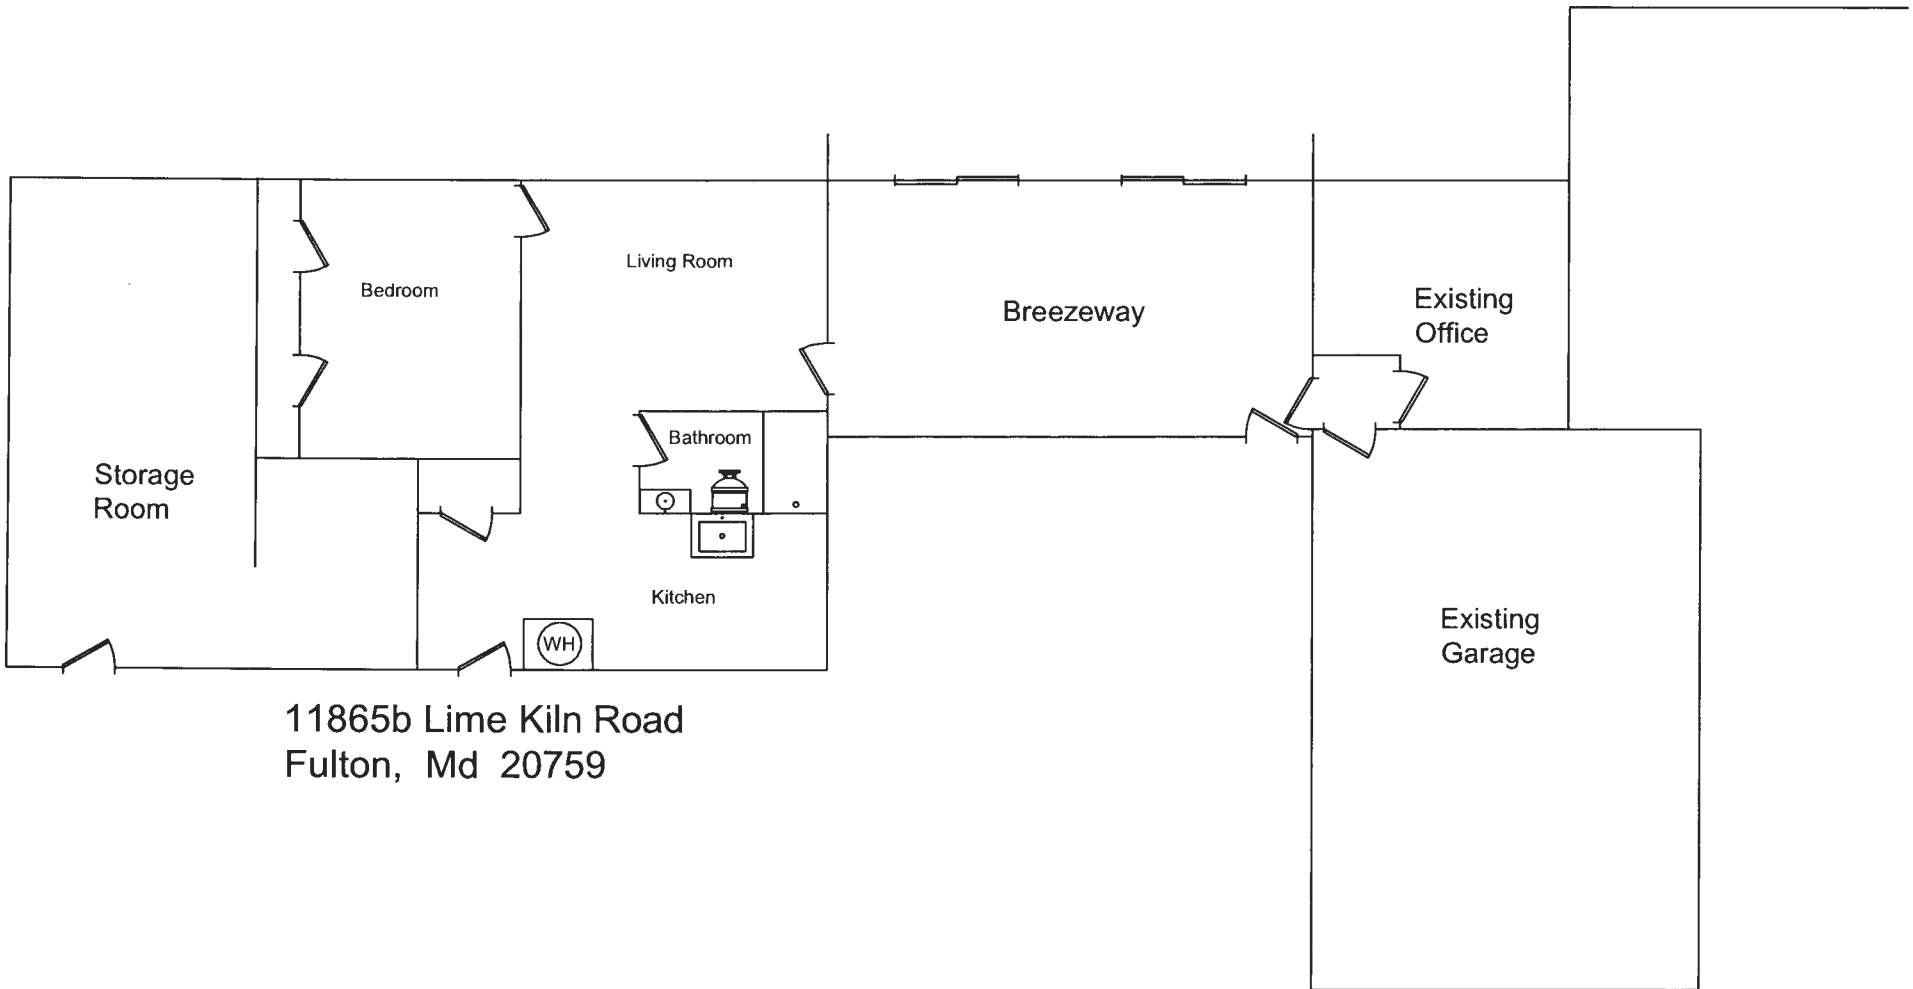 Living Room
Bedroom
Breezeway
Existing
Office
Bathroom
Storage
Room
Kitchen
WH
Existing
Garage
11865b Lime Kiln Road
Fulton, Md 20759